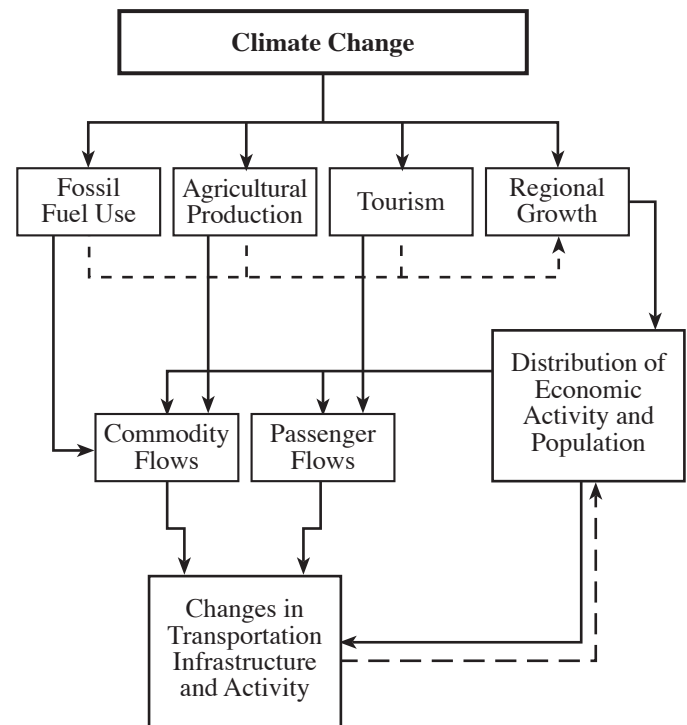 Climate Change
Fossil
Fuel Use
Agricultural
Production
Tourism
Regional
Growth
Distribution of
Economic
Activity and
Population
Commodity
Flows
Passenger
Flows
Changes in
Transportation
Infrastructure
and Activity